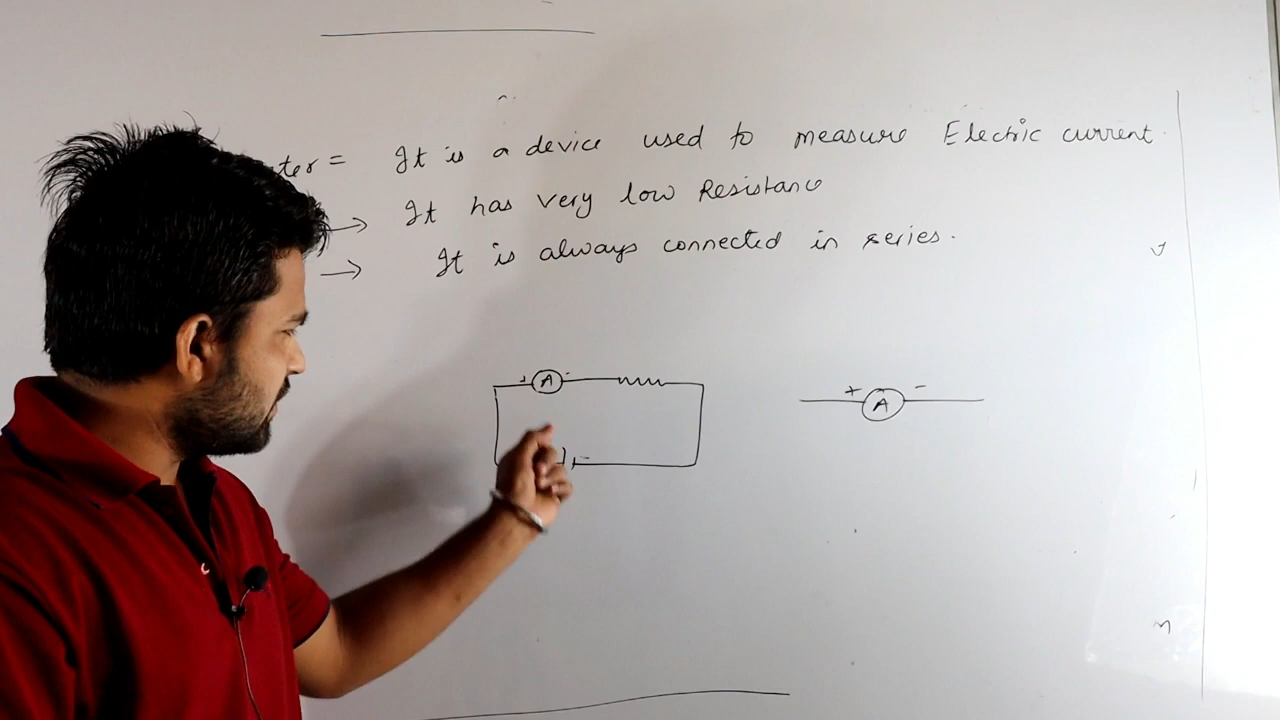 ter = It is a device used to measure Electric current.
→ It has very low Resistance
→ It is always connected in series.
+ A -
+ A -
-